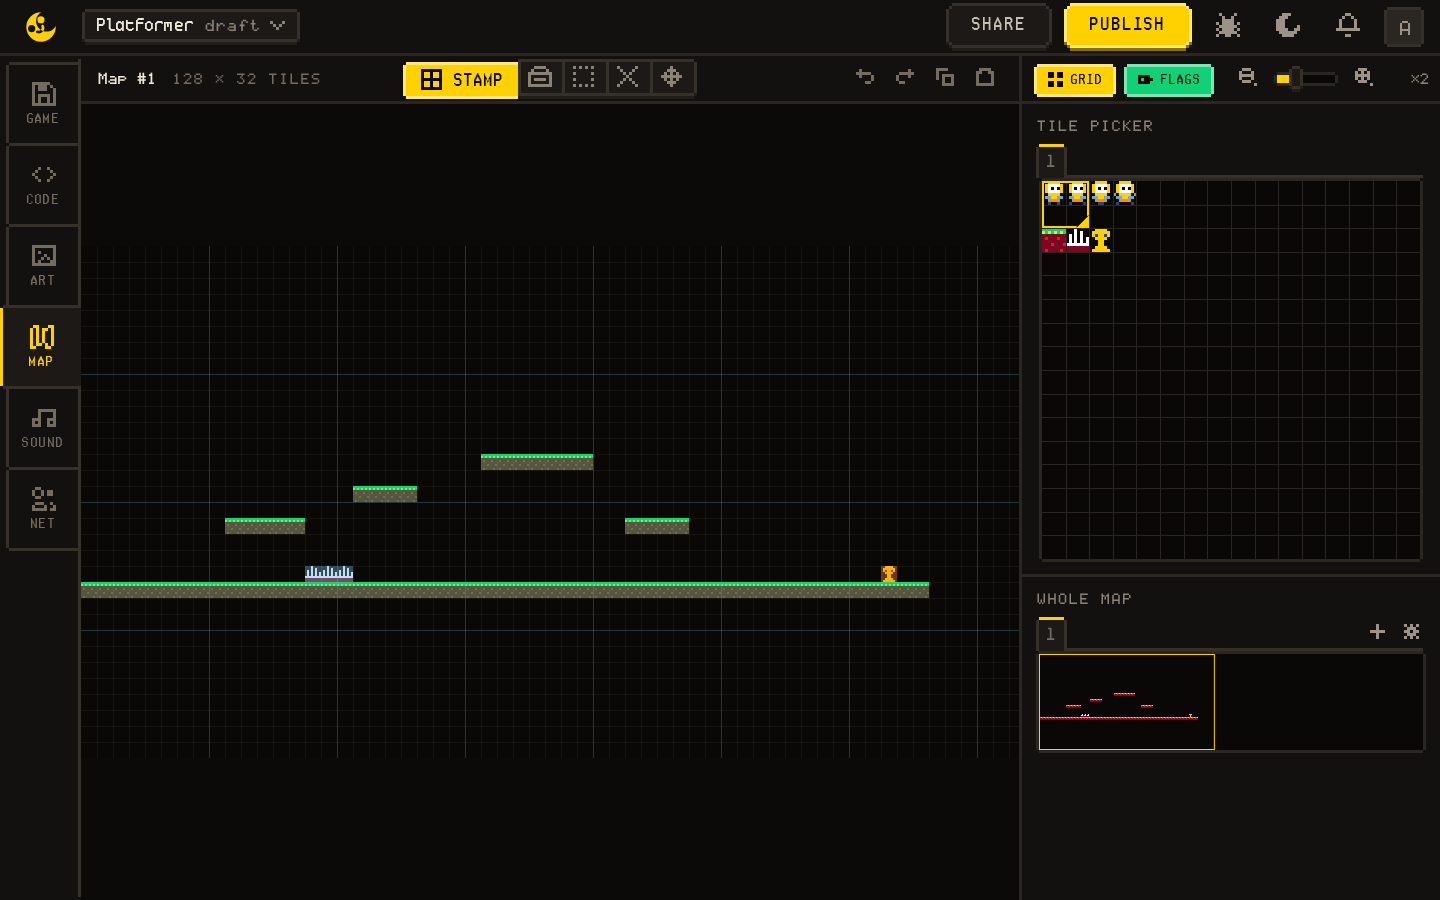 Platformer draft
SHARE
PUBLISH
A
GAME
CODE
ART
MAP
SOUND
NET
Map #1 128 × 32 TILES
STAMP
GRID
FLAGS
×2
TILE PICKER
1
WHOLE MAP
1